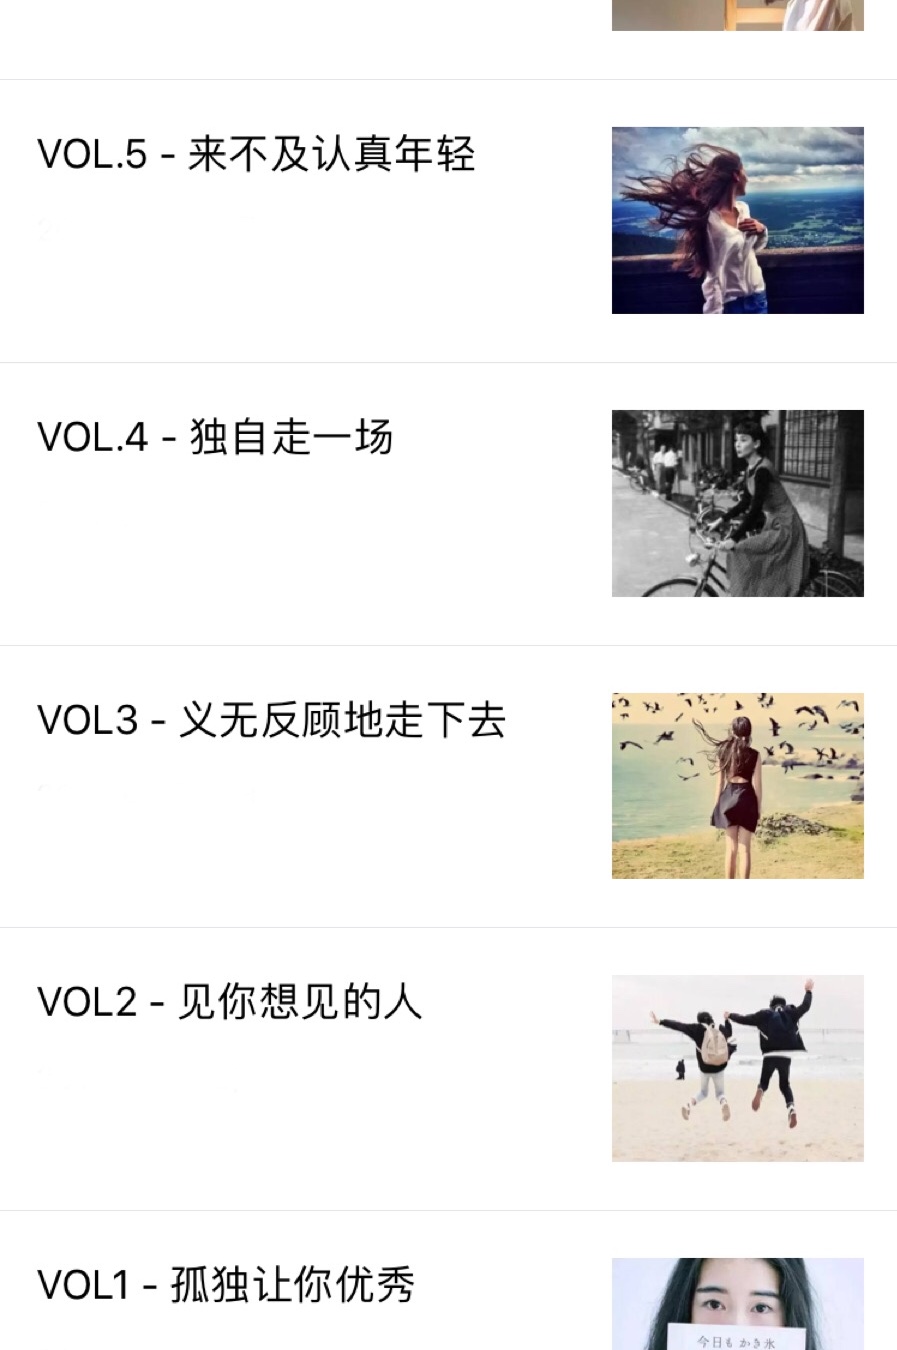 VOL.5 - 来不及认真年轻
VOL.4 - 独自走一场
VOL3 - 义无反顾地走下去
VOL2 - 见你想见的人
VOL1 - 孤独让你优秀
今日も かき氷